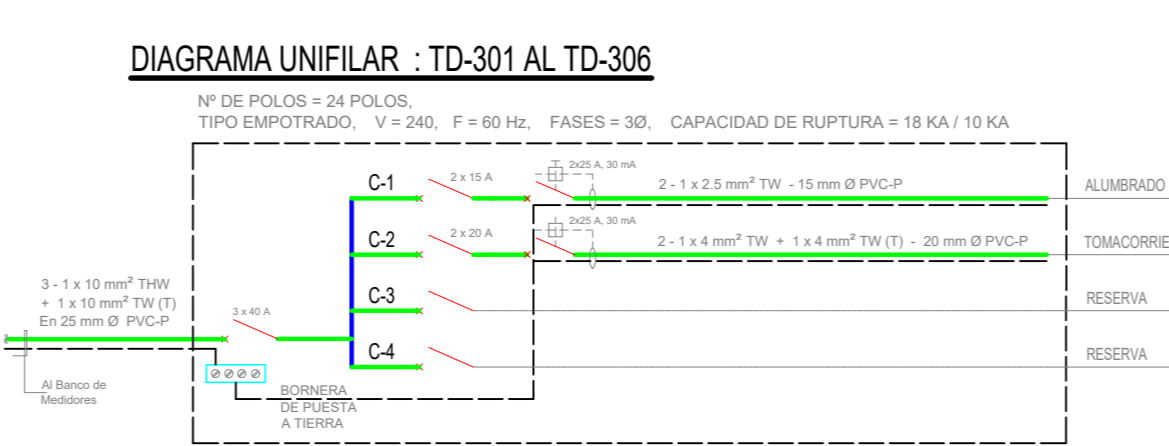 DIAGRAMA UNIFILAR : TD-301 AL TD-306
Nº DE POLOS = 24 POLOS,
TIPO EMPOTRADO, V = 240, F = 60 Hz, FASES = 3Ø, CAPACIDAD DE RUPTURA = 18 KA / 10 KA
C-1
2 x 15 A
2x25 A, 30 mA
2 - 1 x 2.5 mm² TW - 15 mm Ø PVC-P
ALUMBRADO
C-2
2 x 20 A
2x25 A, 30 mA
2 - 1 x 4 mm² TW + 1 x 4 mm² TW (T) - 20 mm Ø PVC-P
TOMACORRIE
C-3
RESERVA
C-4
RESERVA
3 - 1 x 10 mm² THW
+ 1 x 10 mm² TW (T)
En 25 mm Ø PVC-P
3 x 40 A
Al Banco de
Medidores
BORNERA
DE PUESTA
A TIERRA